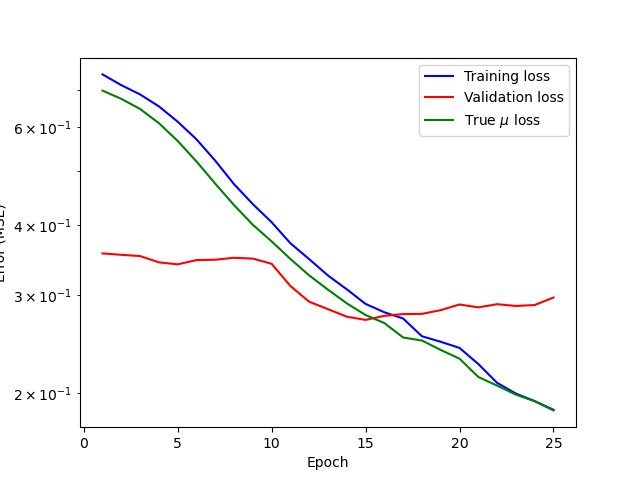 Training loss
Validation loss
True μ loss
6 × 10⁻¹
4 × 10⁻¹
3 × 10⁻¹
2 × 10⁻¹
(MSE)
0 5 10 15 20 25
Epoch